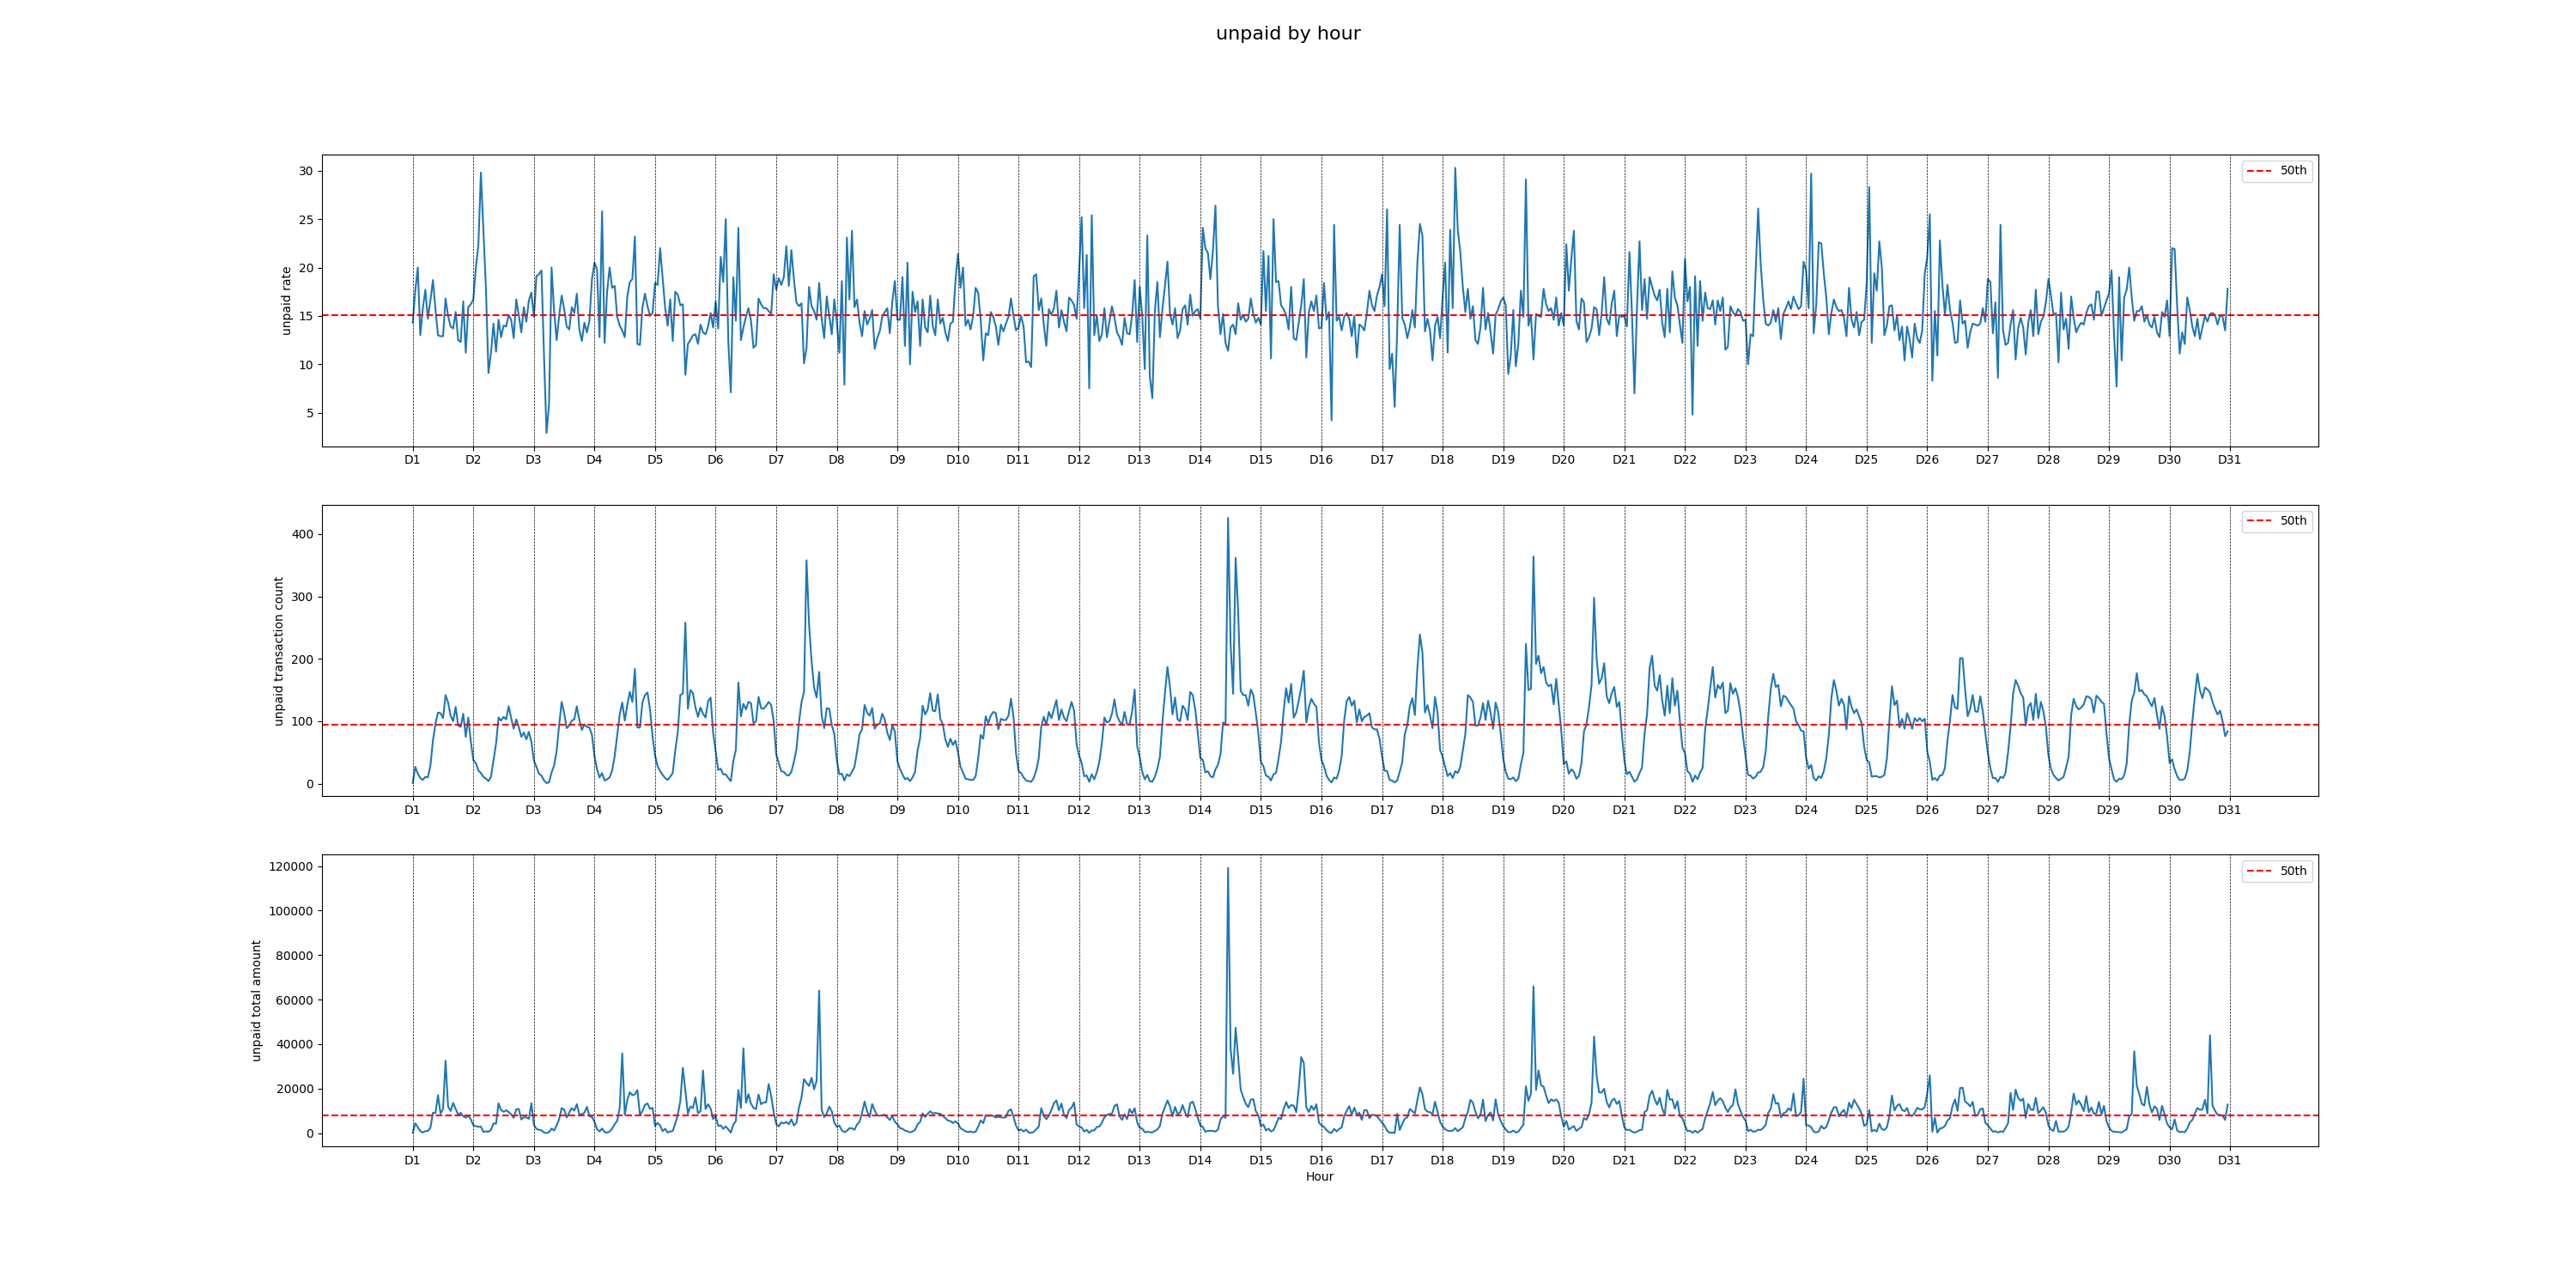 unpaid by hour
30
25
20
15
10
5
unpaid rate
50th
D1 D2 D3 D4 D5 D6 D7 D8 D9 D10 D11 D12 D13 D14 D15 D16 D17 D18 D19 D20 D21 D22 D23 D24 D25 D26 D27 D28 D29 D30 D31
400
300
200
100
0
unpaid transaction count
50th
D1 D2 D3 D4 D5 D6 D7 D8 D9 D10 D11 D12 D13 D14 D15 D16 D17 D18 D19 D20 D21 D22 D23 D24 D25 D26 D27 D28 D29 D30 D31
120000
100000
80000
60000
40000
20000
0
unpaid total amount
50th
D1 D2 D3 D4 D5 D6 D7 D8 D9 D10 D11 D12 D13 D14 D15 D16 D17 D18 D19 D20 D21 D22 D23 D24 D25 D26 D27 D28 D29 D30 D31
Hour